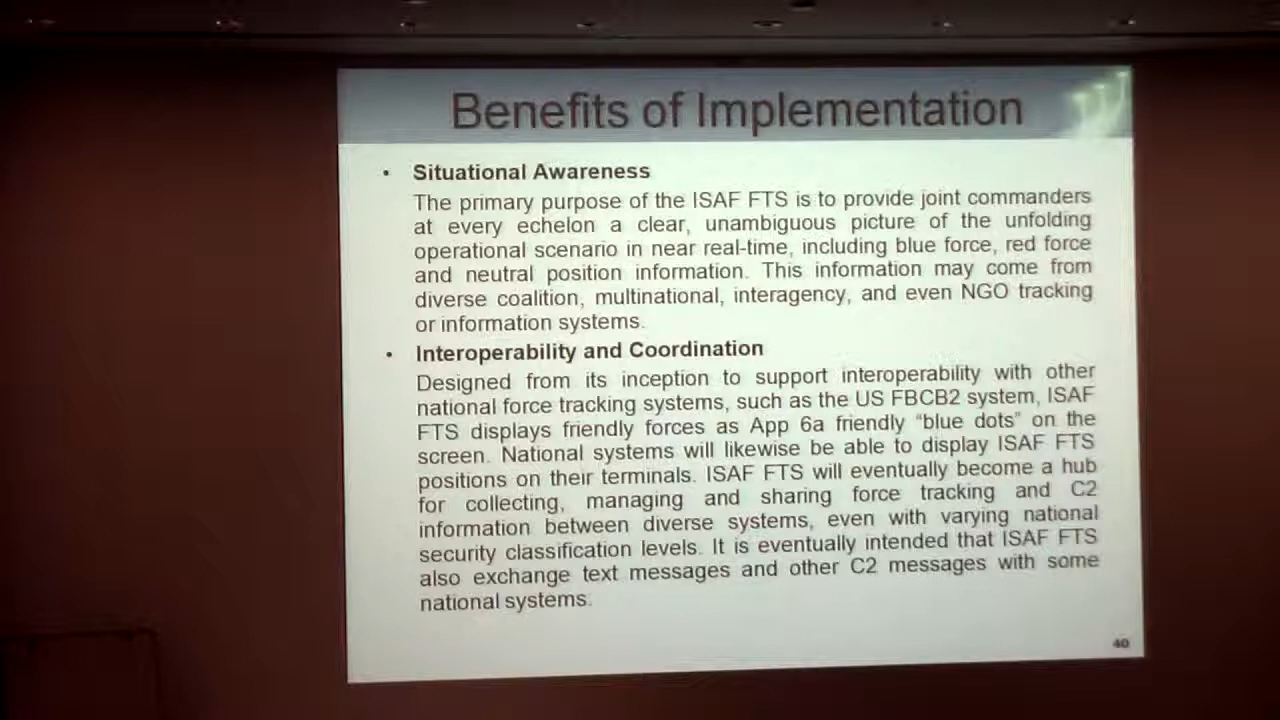 Benefits of Implementation
• Situational Awareness
The primary purpose of the ISAF FTS is to provide joint commanders
at every echelon a clear, unambiguous picture of the unfolding
operational scenario in near real-time, including blue force, red force
and neutral position information. This information may come from
diverse coalition, multinational, interagency, and even NGO tracking
or information systems.
• Interoperability and Coordination
Designed from its inception to support interoperability with other
national force tracking systems, such as the US FBCB2 system, ISAF
FTS displays friendly forces as App 6a friendly “blue dots” on the
screen. National systems will likewise be able to display ISAF FTS
positions on their terminals. ISAF FTS will eventually become a hub
for collecting, managing and sharing force tracking and C2
information between diverse systems, even with varying national
security classification levels. It is eventually intended that ISAF FTS
also exchange text messages and other C2 messages with some
national systems.
40